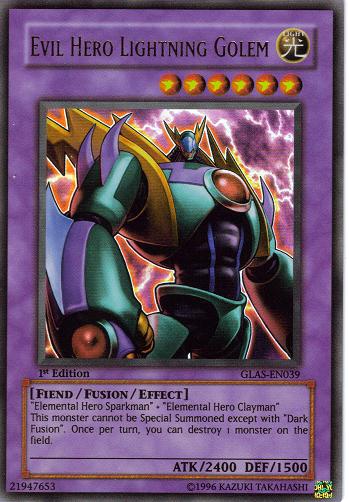 EVIL HERO LIGHTNING GOLEM
LIGHT
光
1st Edition
GLAS-EN039
[FIEND / FUSION / EFFECT]
"Elemental Hero Sparkman" + "Elemental Hero Clayman"
This monster cannot be Special Summoned except with "Dark
Fusion". Once per turn, you can destroy 1 monster on the
field.
ATK/2400 DEF/1500
21947653
©1996 KAZUKI TAKAHASHI